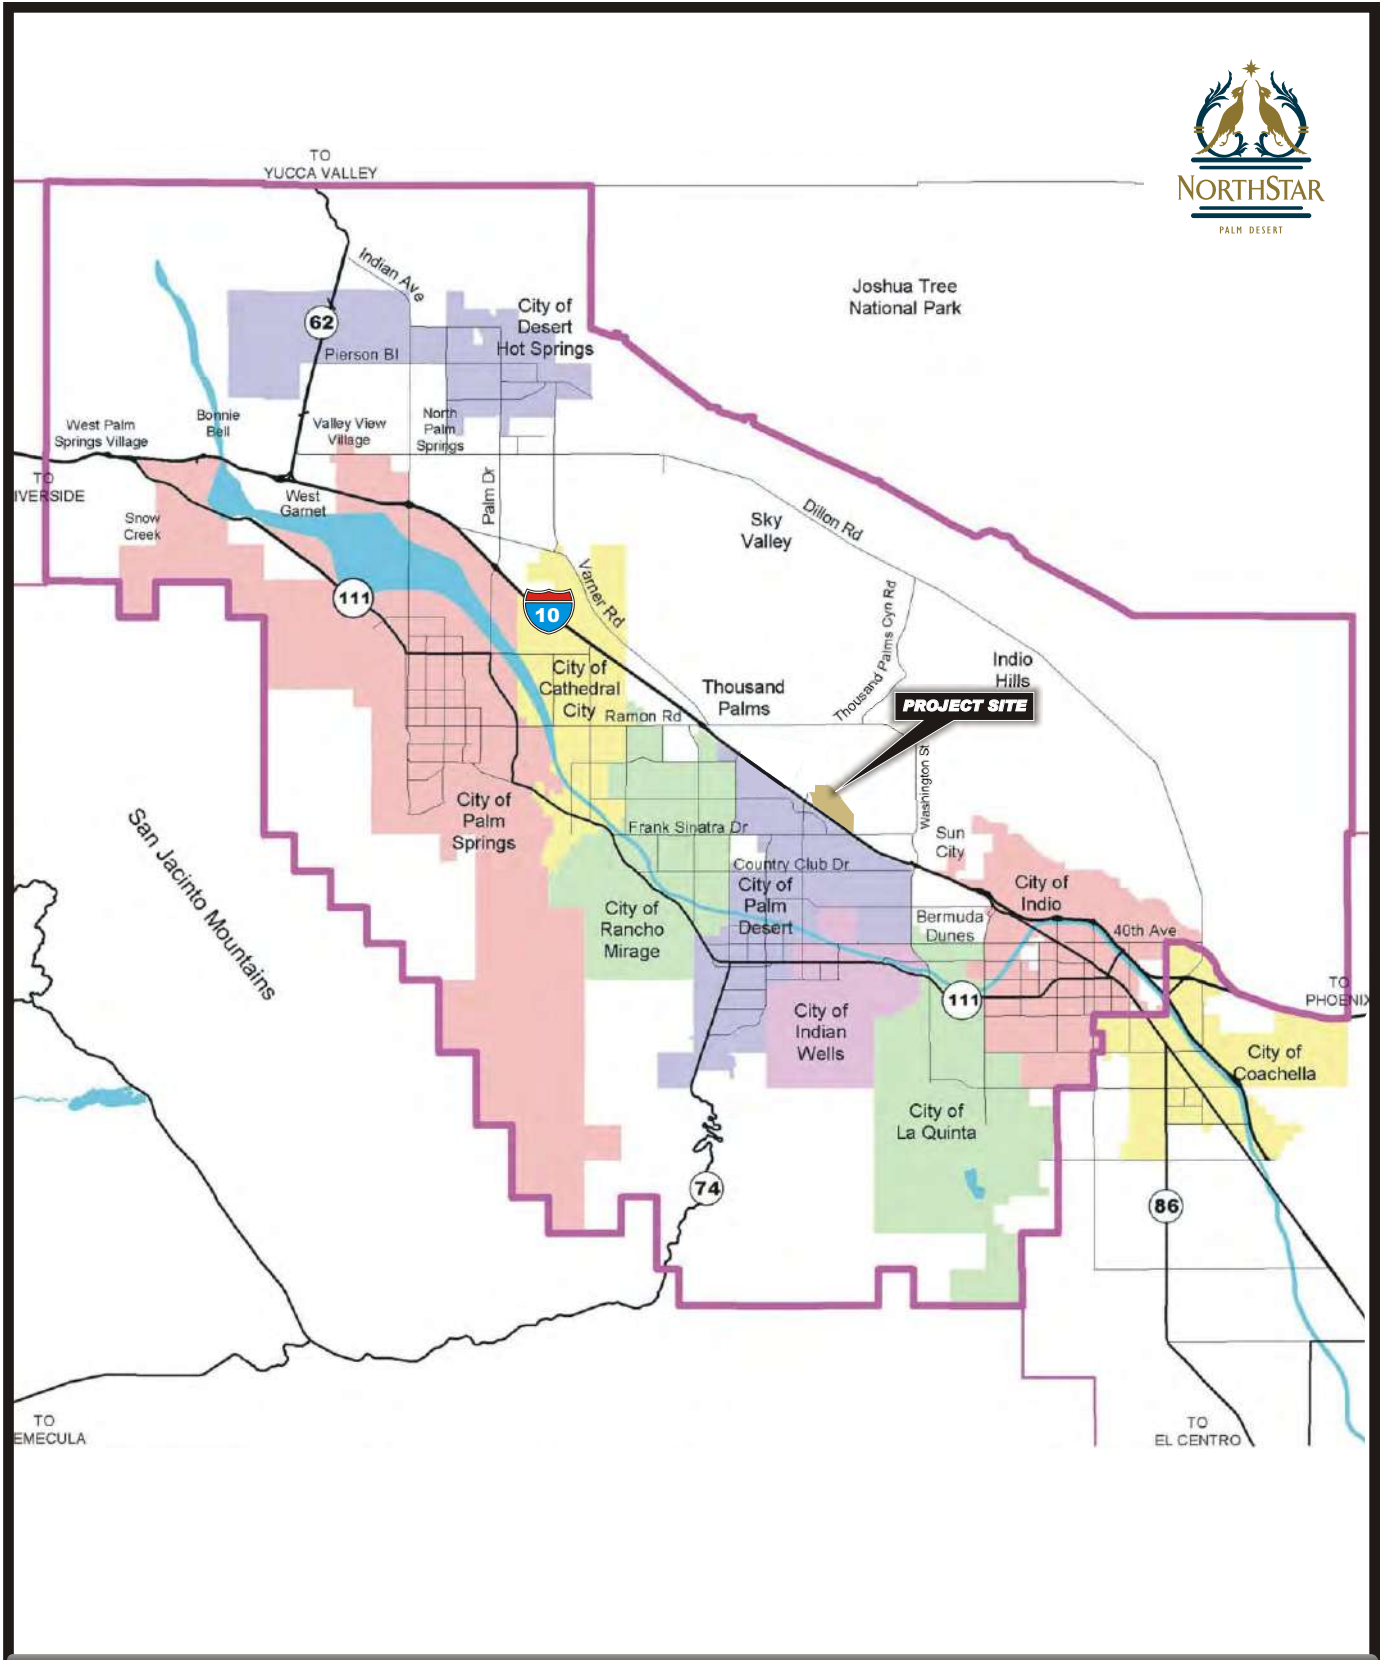 NORTHSTAR
PALM DESERT
TO
YUCCA VALLEY
Indian Ave
Joshua Tree
National Park
62
City of
Desert
Hot Springs
Pierson Bl
West Palm
Springs Village
Bonnie
Bell
Valley View
Village
North
Palm
Springs
TO
IVERSIDE
West
Garnet
Palm Dr
Snow
Creek
Sky
Valley
Dillon Rd
111
10
Varner Rd
Thousand Palms Cyn Rd
City of
Cathedral
City
Ramon Rd
Thousand
Palms
Indio
Hills
PROJECT SITE
Washington St
San Jacinto Mountains
City of
Palm
Springs
Frank Sinatra Dr
Country Club Dr
Sun
City
City of
Rancho
Mirage
City of
Palm
Desert
City of
Indio
Bermuda
Dunes
40th Ave
111
TO
PHOENIX
City of
Indian
Wells
City of
Coachella
City of
La Quinta
74
86
TO
EMECULA
TO
EL CENTRO